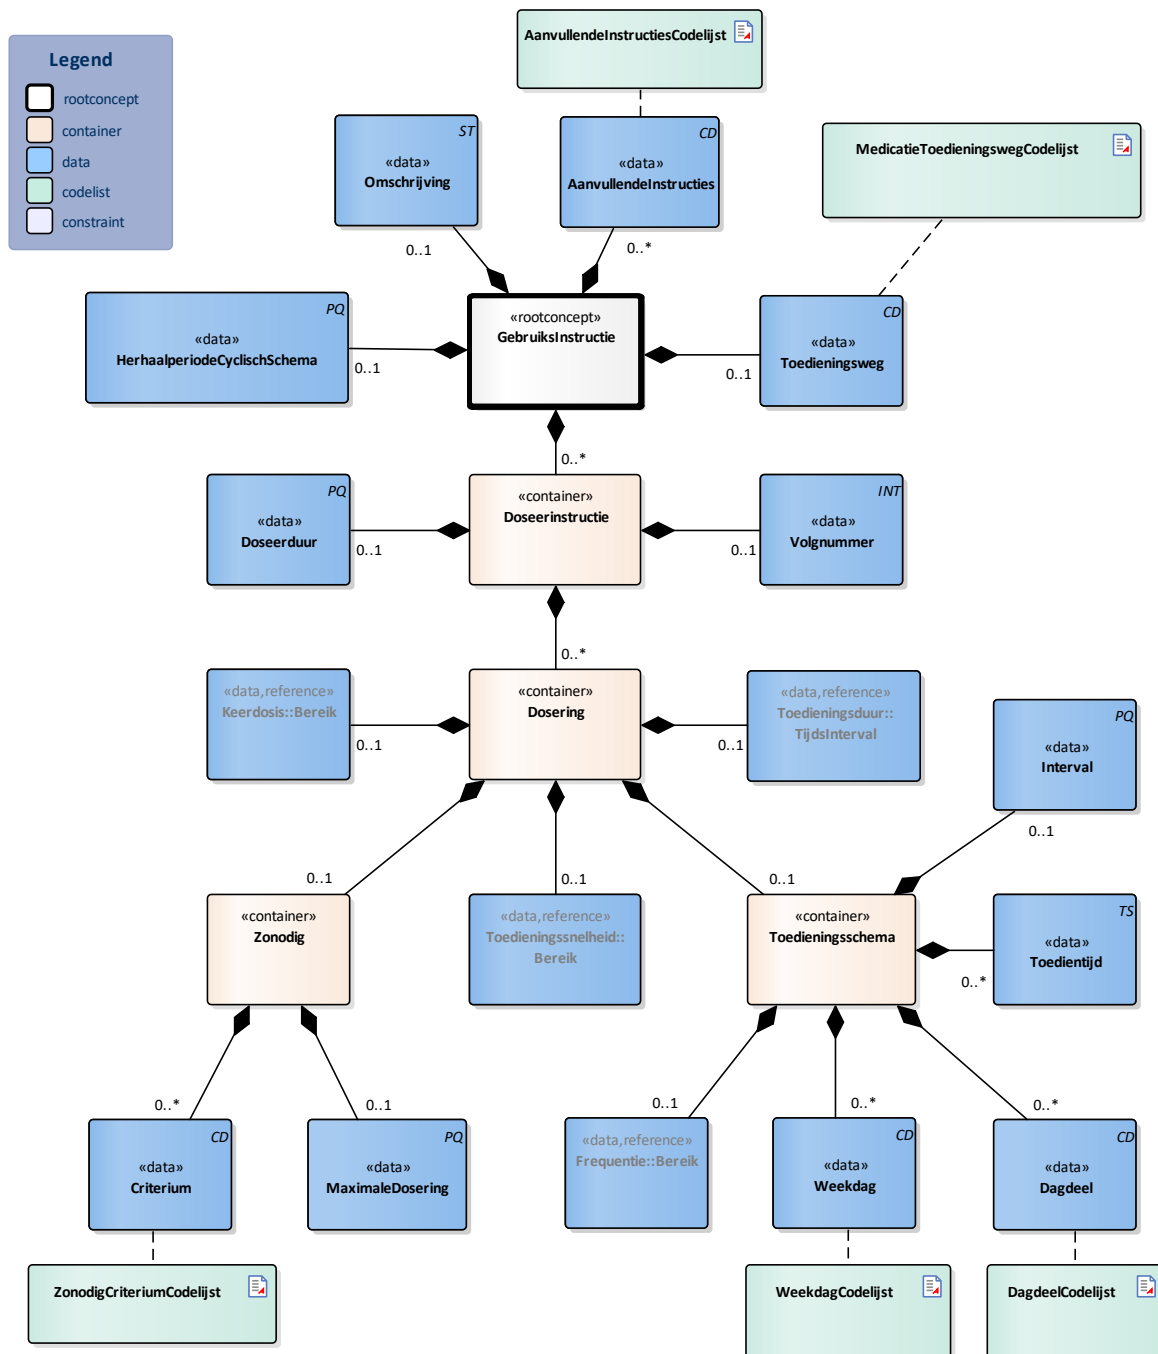 Legend
rootconcept
container
data
codelist
constraint
AanvullendeInstructiesCodelijst
ST
«data»
Omschrijving
CD
«data»
AanvullendeInstructies
MedicatieToedieningswegCodelijst
0..1
0..*
PQ
«data»
HerhaalperiodeCyclischSchema
0..1
«rootconcept»
GebruiksInstructie
CD
«data»
Toedieningsweg
0..1
0..*
PQ
«data»
Doseerduur
0..1
«container»
Doseerinstructie
INT
«data»
Volgnummer
0..1
0..*
«data,reference»
Keerdosis::Bereik
0..1
«container»
Dosering
«data,reference»
Toedieningsduur::
TijdsInterval
0..1
PQ
«data»
Interval
0..1
0..1
0..1
0..1
«container»
Zonodig
«data,reference»
Toedieningssnelheid::
Bereik
«container»
Toedieningsschema
TS
«data»
Toedientijd
0..*
0..*
0..1
0..1
0..*
0..*
CD
«data»
Criterium
PQ
«data»
MaximaleDosering
«data,reference»
Frequentie::Bereik
CD
«data»
Weekdag
CD
«data»
Dagdeel
ZonodigCriteriumCodelijst
WeekdagCodelijst
DagdeelCodelijst